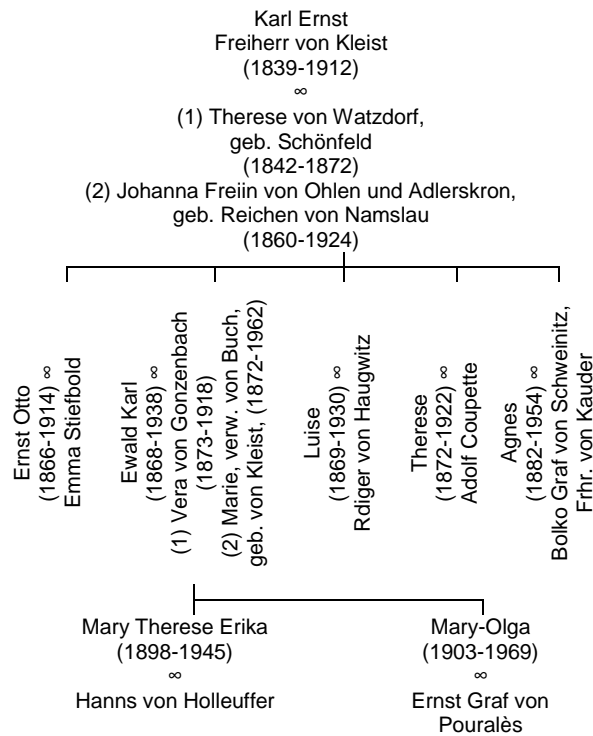 Karl Ernst
Freiherr von Kleist
(1839-1912)
∞
(1) Therese von Watzdorf,
geb. Schönfeld
(1842-1872)
(2) Johanna Freiin von Ohlen und Adlerskron,
geb. Reichen von Namslau
(1860-1924)
Ernst Otto
(1866-1914) ∞
Emma Stiefbold
Ewald Karl
(1868-1938) ∞
(1) Vera von Gonzenbach
(1873-1918)
(2) Marie, verw. von Buch,
geb. von Kleist, (1872-1962)
Luise
(1869-1930) ∞
Rdiger von Haugwitz
Therese
(1872-1922) ∞
Adolf Coupette
Agnes
(1882-1954) ∞
Bolko Graf von Schweinitz,
Frhr. von Kauder
Mary Therese Erika
(1898-1945)
∞
Hanns von Holleuffer
Mary-Olga
(1903-1969)
∞
Ernst Graf von
Pouralès